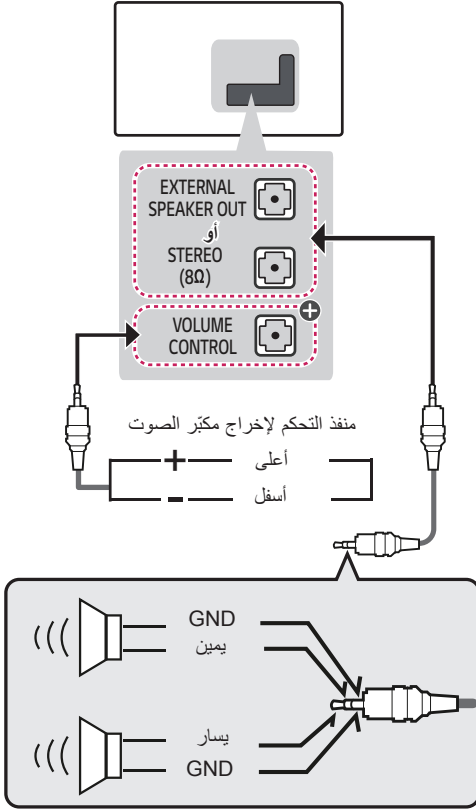 EXTERNAL
SPEAKER OUT
أو
STEREO
(8Ω)
VOLUME
CONTROL
منفذ التحكم لإخراج مكبّر الصوت
+ أعلى
- أسفل
GND
يمين
يسار
GND